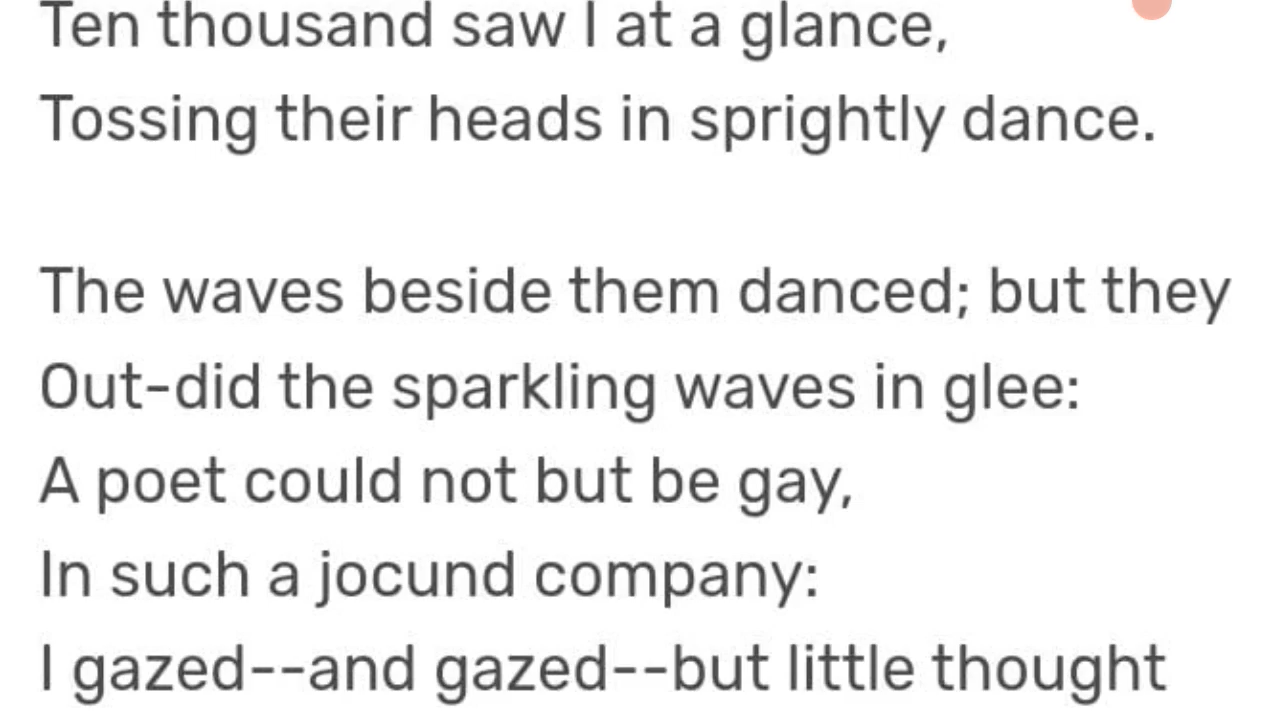 Ten thousand saw I at a glance,
Tossing their heads in sprightly dance.
The waves beside them danced; but they
Out-did the sparkling waves in glee:
A poet could not but be gay,
In such a jocund company:
I gazed--and gazed--but little thought